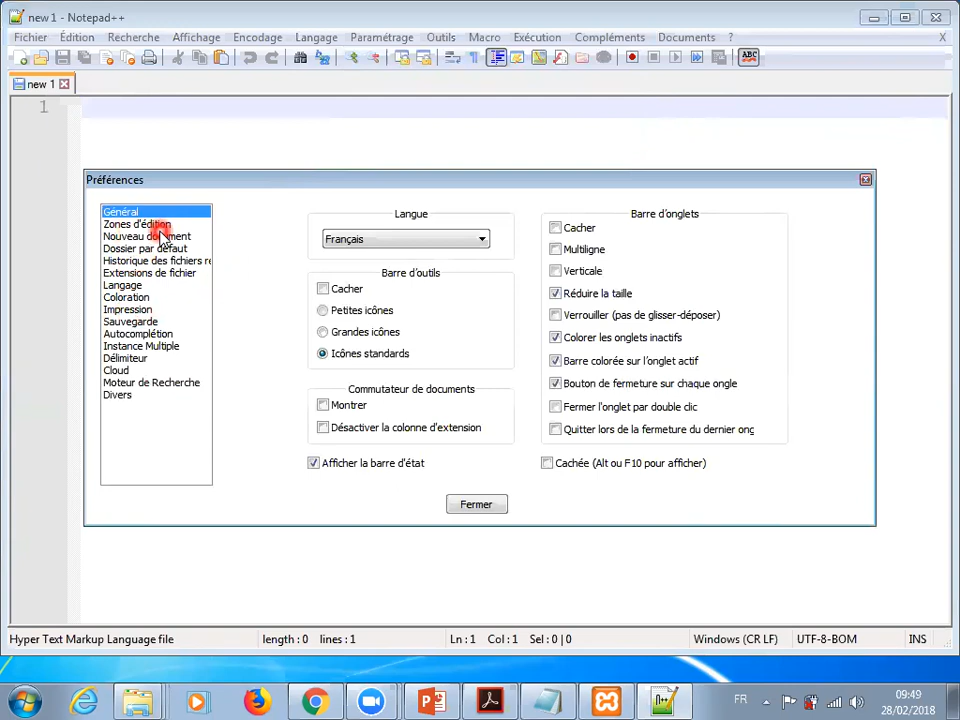 new 1 - Notepad++
Fichier Édition Recherche Affichage Encodage Langage Paramétrage Outils Macro Exécution Compléments Documents ? X
ABC
new 1
1
Préférences
Général
Zones d'édition
Nouveau document
Dossier par défaut
Historique des fichiers re
Extensions de fichier
Langage
Coloration
Impression
Sauvegarde
Autocomplétion
Instance Multiple
Délimiteur
Cloud
Moteur de Recherche
Divers
Langue
Français
Barre d'outils
Cacher
Petites icônes
Grandes icônes
Icônes standards
Commutateur de documents
Montrer
Désactiver la colonne d'extension
Afficher la barre d'état
Barre d'onglets
Cacher
Multiligne
Verticale
Réduire la taille
Verrouiller (pas de glisser-déposer)
Colorer les onglets inactifs
Barre colorée sur l'onglet actif
Bouton de fermeture sur chaque ongle
Fermer l'onglet par double clic
Quitter lors de la fermeture du dernier ong
Cachée (Alt ou F10 pour afficher)
Fermer
Hyper Text Markup Language file length : 0 lines : 1 Ln : 1 Col : 1 Sel : 0 | 0 Windows (CR LF) UTF-8-BOM INS
FR
09:49
28/02/2018